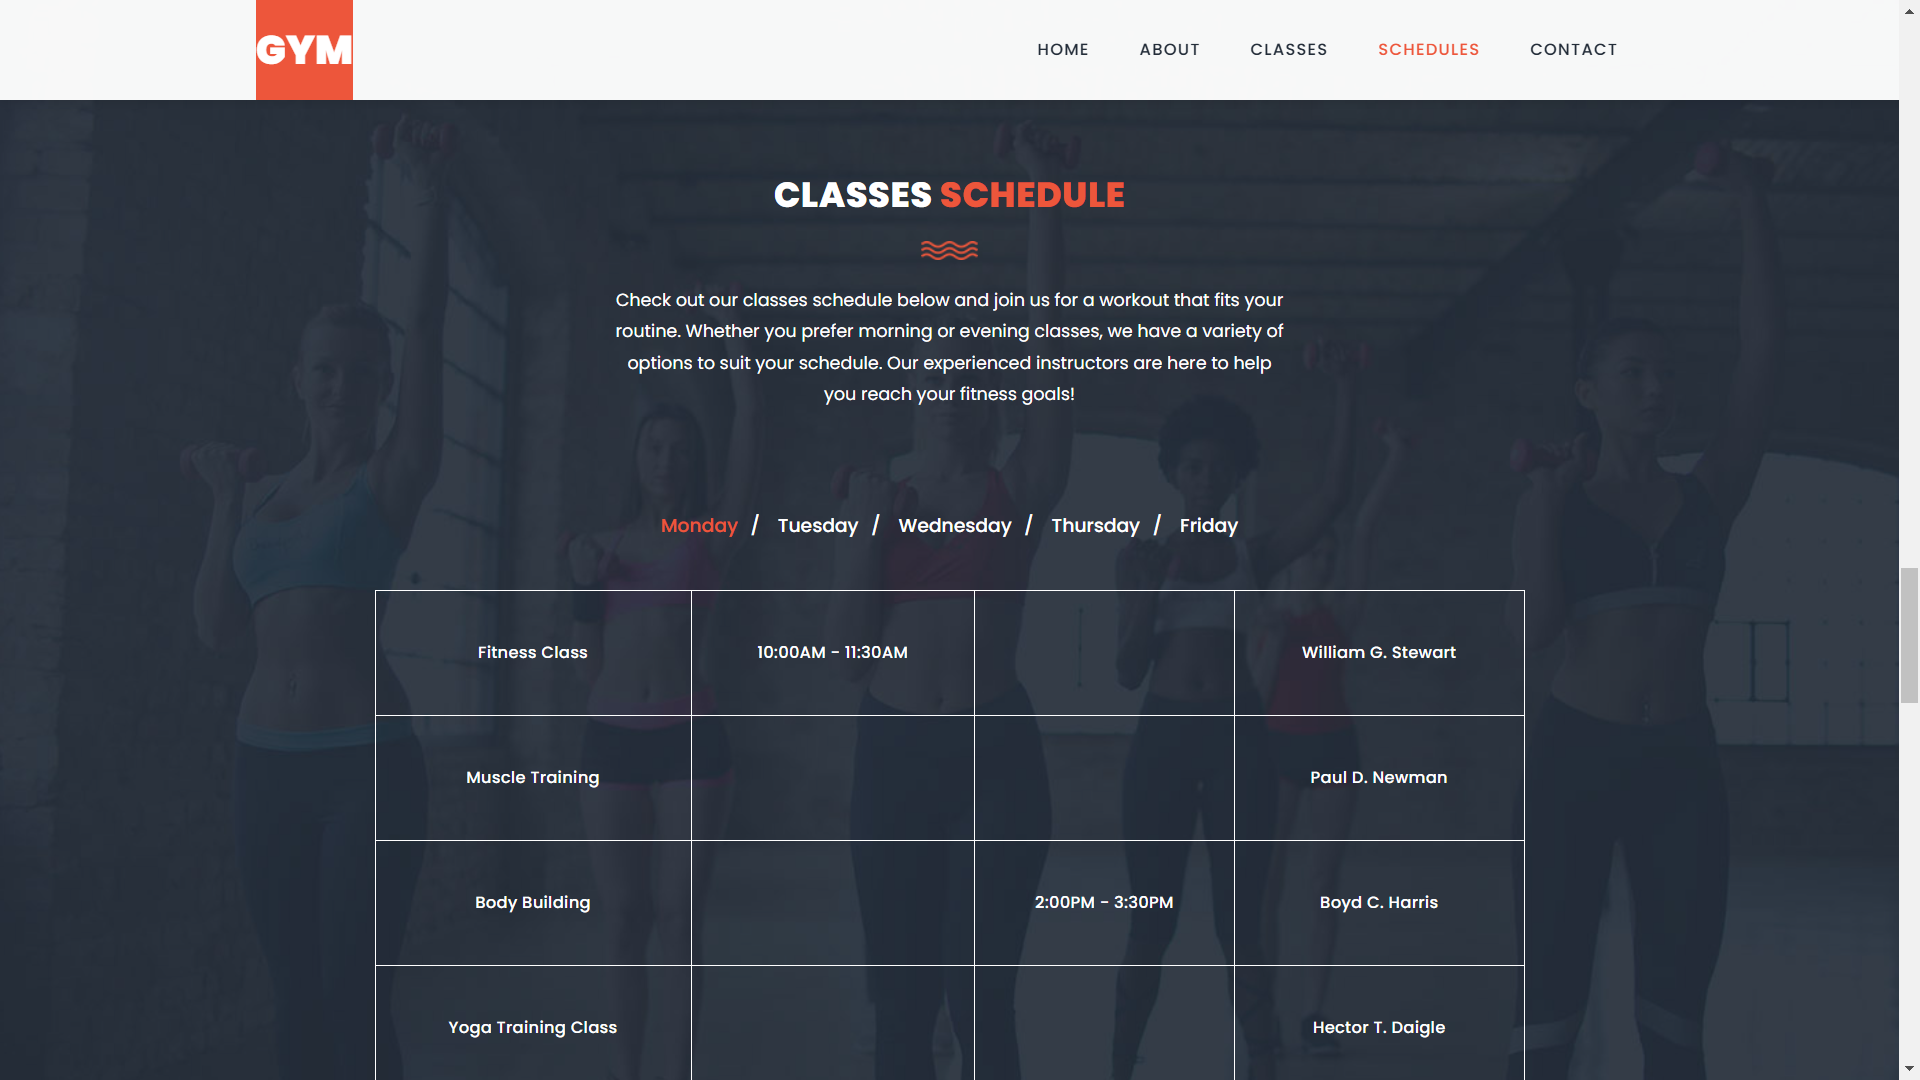 GYM
HOME ABOUT CLASSES SCHEDULES CONTACT
CLASSES SCHEDULE
Check out our classes schedule below and join us for a workout that fits your
routine. Whether you prefer morning or evening classes, we have a variety of
options to suit your schedule. Our experienced instructors are here to help
you reach your fitness goals!
Monday / Tuesday / Wednesday / Thursday / Friday
Fitness Class 10:00AM - 11:30AM William G. Stewart
Muscle Training Paul D. Newman
Body Building 2:00PM - 3:30PM Boyd C. Harris
Yoga Training Class Hector T. Daigle